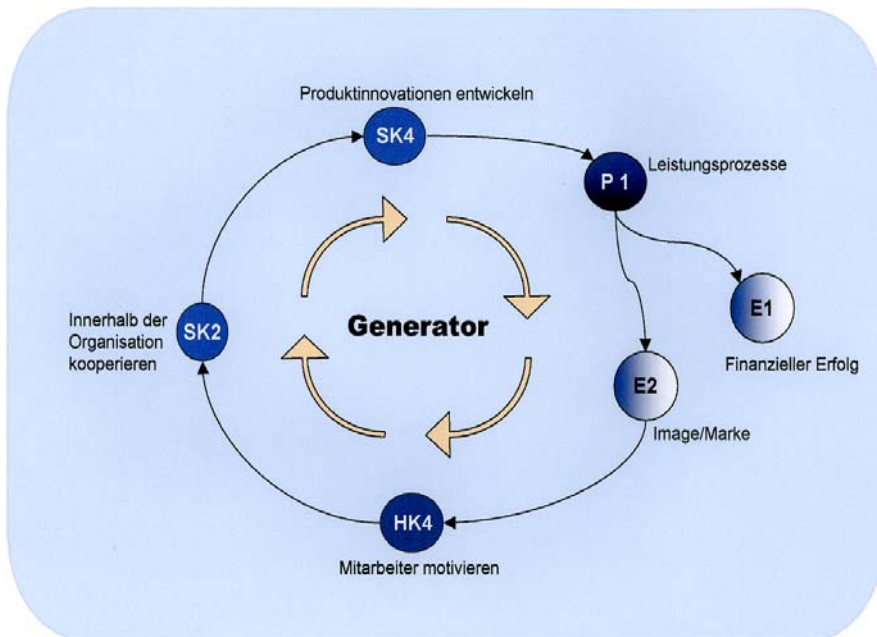 Produktinnovationen entwickeln
SK4
P 1
Leistungsprozesse
E1
Finanzieller Erfolg
Innerhalb der
Organisation
kooperieren
SK2
Generator
E2
Image/Marke
HK4
Mitarbeiter motivieren